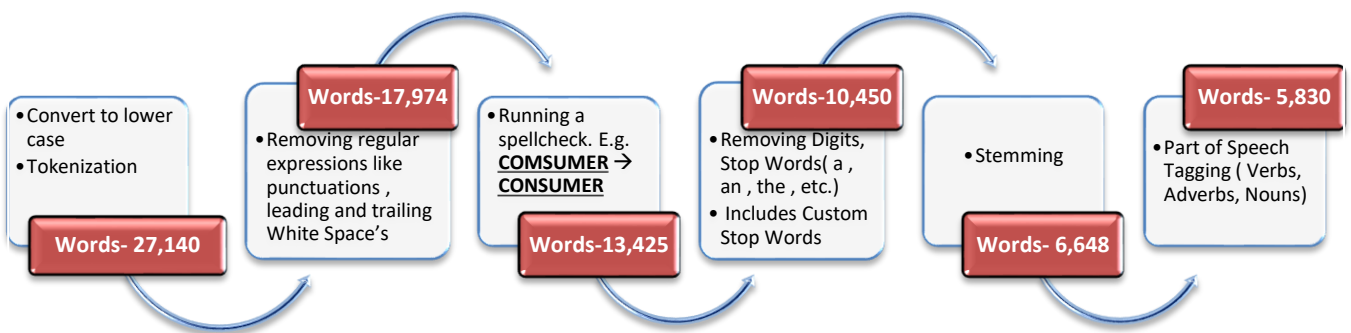 • Convert to lower
case
• Tokenization
Words- 27,140
Words-17,974
• Removing regular
expressions like
punctuations ,
leading and trailing
White Space’s
• Running a
spellcheck. E.g.
COMSUMER →
CONSUMER
Words-13,425
Words-10,450
• Removing Digits,
Stop Words( a ,
an , the , etc.)
• Includes Custom
Stop Words
• Stemming
Words- 6,648
Words- 5,830
• Part of Speech
Tagging ( Verbs,
Adverbs, Nouns)